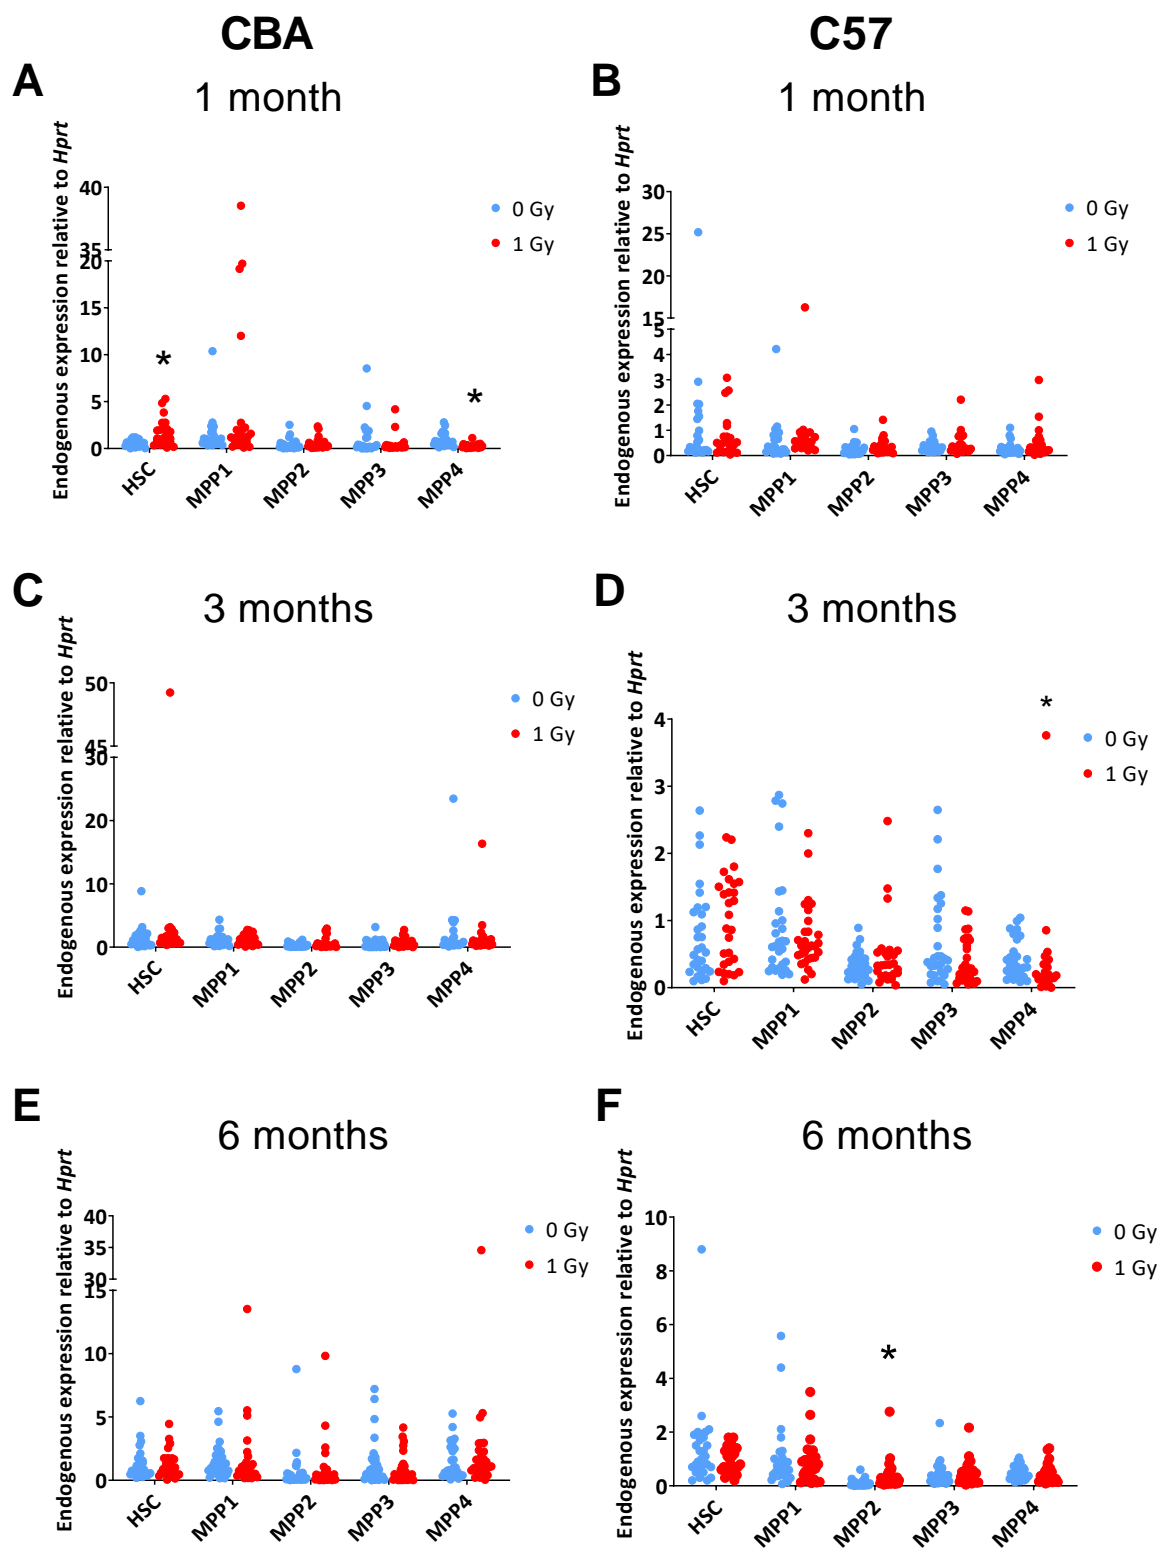 CBA
C57
A
1 month
Endogenous expression relative to Hprt
40
35
20
15
10
5
0
*
*
0 Gy
1 Gy
HSC
MPP1
MPP2
MPP3
MPP4
B
1 month
Endogenous expression relative to Hprt
30
25
20
15
5
4
3
2
1
0
0 Gy
1 Gy
HSC
MPP1
MPP2
MPP3
MPP4
C
3 months
Endogenous expression relative to Hprt
50
45
30
20
10
0
0 Gy
1 Gy
HSC
MPP1
MPP2
MPP3
MPP4
D
3 months
Endogenous expression relative to Hprt
4
3
2
1
0
*
0 Gy
1 Gy
HSC
MPP1
MPP2
MPP3
MPP4
E
6 months
Endogenous expression relative to Hprt
40
35
30
15
10
5
0
0 Gy
1 Gy
HSC
MPP1
MPP2
MPP3
MPP4
F
6 months
Endogenous expression relative to Hprt
10
8
6
4
2
0
*
0 Gy
1 Gy
HSC
MPP1
MPP2
MPP3
MPP4